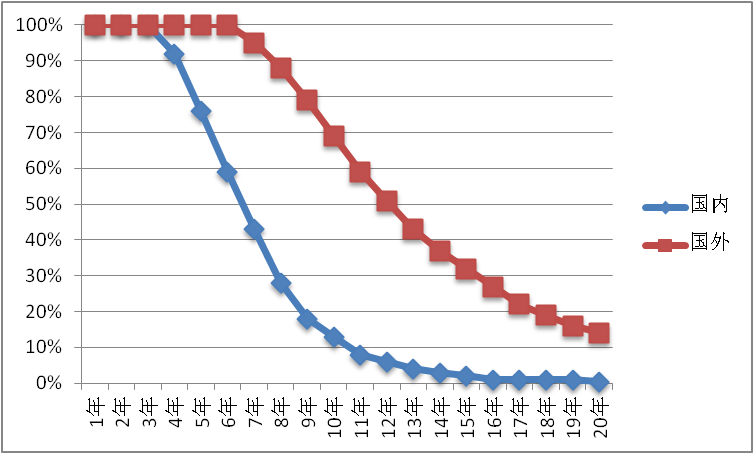 100%
90%
80%
70%
60%
50%
40%
30%
20%
10%
0%
1年
2年
3年
4年
5年
6年
7年
8年
9年
10年
11年
12年
13年
14年
15年
16年
17年
18年
19年
20年
国内
国外